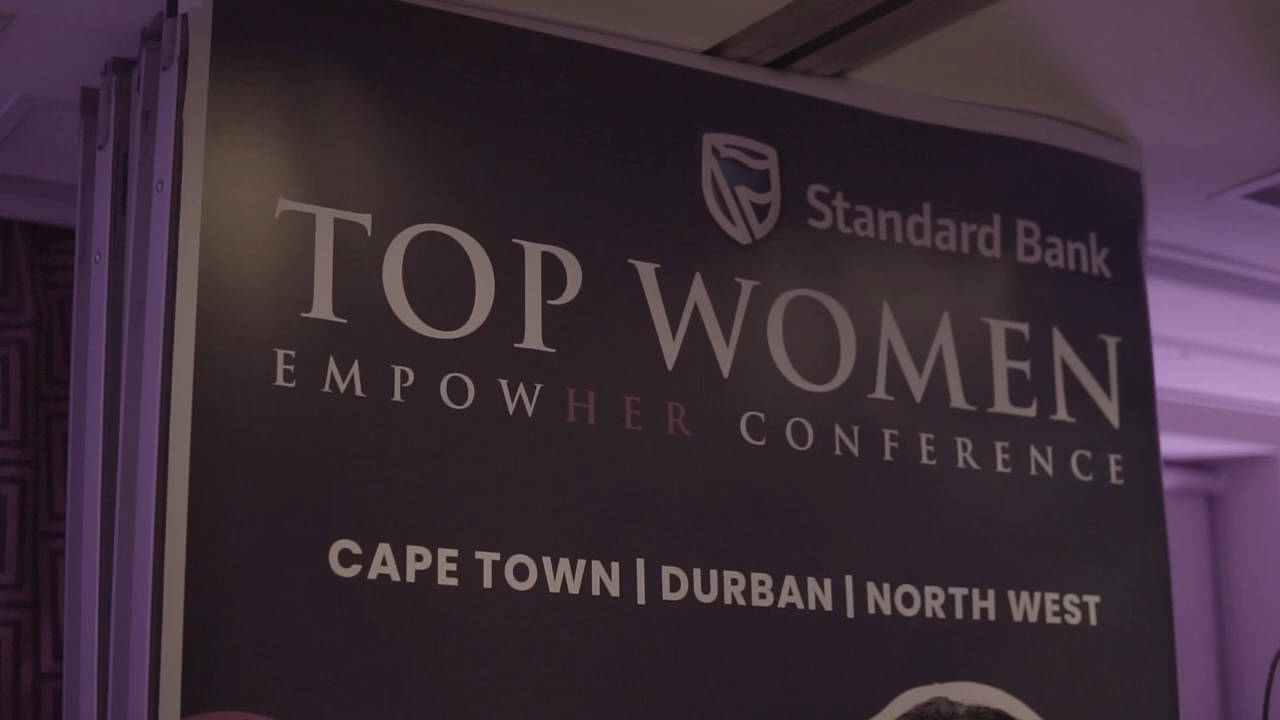 Standard Bank
TOP WOMEN
EMPOWHER CONFERENCE
CAPE TOWN | DURBAN | NORTH WEST